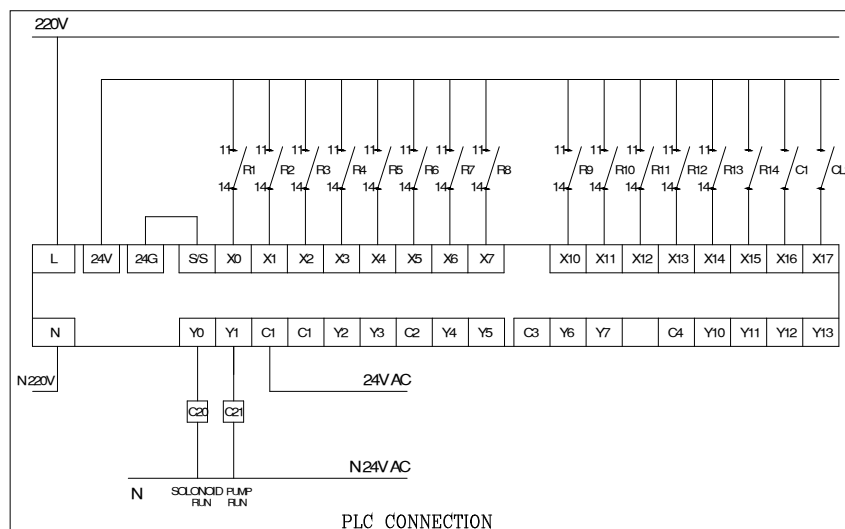 220V
11 11 11 11 11 11 11 11 11 11 11 11 11
R1 R2 R3 R4 R5 R6 R7 R8 R9 R10 R11 R12 R13 R14 C1 CL
14 14 14 14 14 14 14 14 14 14 14 14 14
L 24V 24G S/S X0 X1 X2 X3 X4 X5 X6 X7 X10 X11 X12 X13 X14 X15 X16 X17
N Y0 Y1 C1 C1 Y2 Y3 C2 Y4 Y5 C3 Y6 Y7 C4 Y10 Y11 Y12 Y13
N220V
24V AC
C20 C21
N24V AC
N
SOLONOID PUMP
RUN RUN
PLC CONNECTION